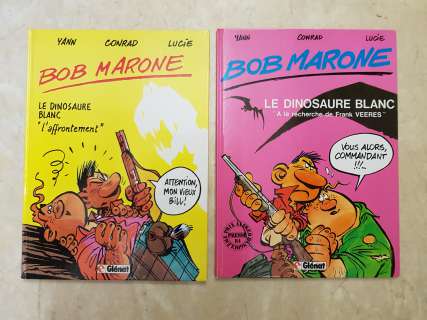 YANN CONRAD LUCIE
BOB MARONE
LE DINOSAURE
BLANC
"l'affrontement"
ATTENTION,
MON VIEUX
BILL!
Glénat
YANN CONRAD LUCIE
BOB MARONE
LE DINOSAURE BLANC
"A la recherche de Frank VEERES"
VOUS ALORS,
COMMANDANT
!!!..
Glénat